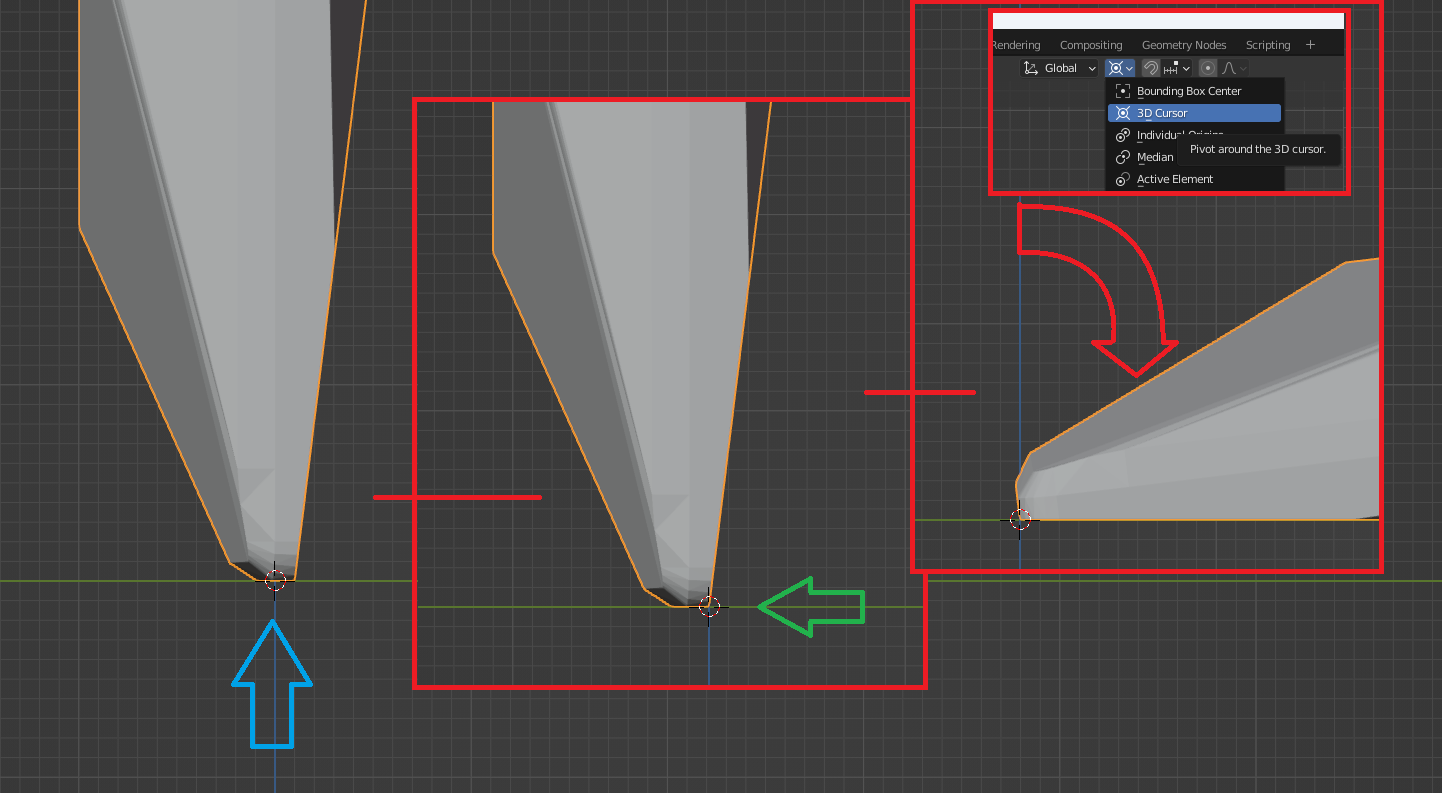 Rendering Compositing Geometry Nodes Scripting +
Global
Bounding Box Center
3D Cursor
Individual Origins
Pivot around the 3D cursor.
Median
Active Element